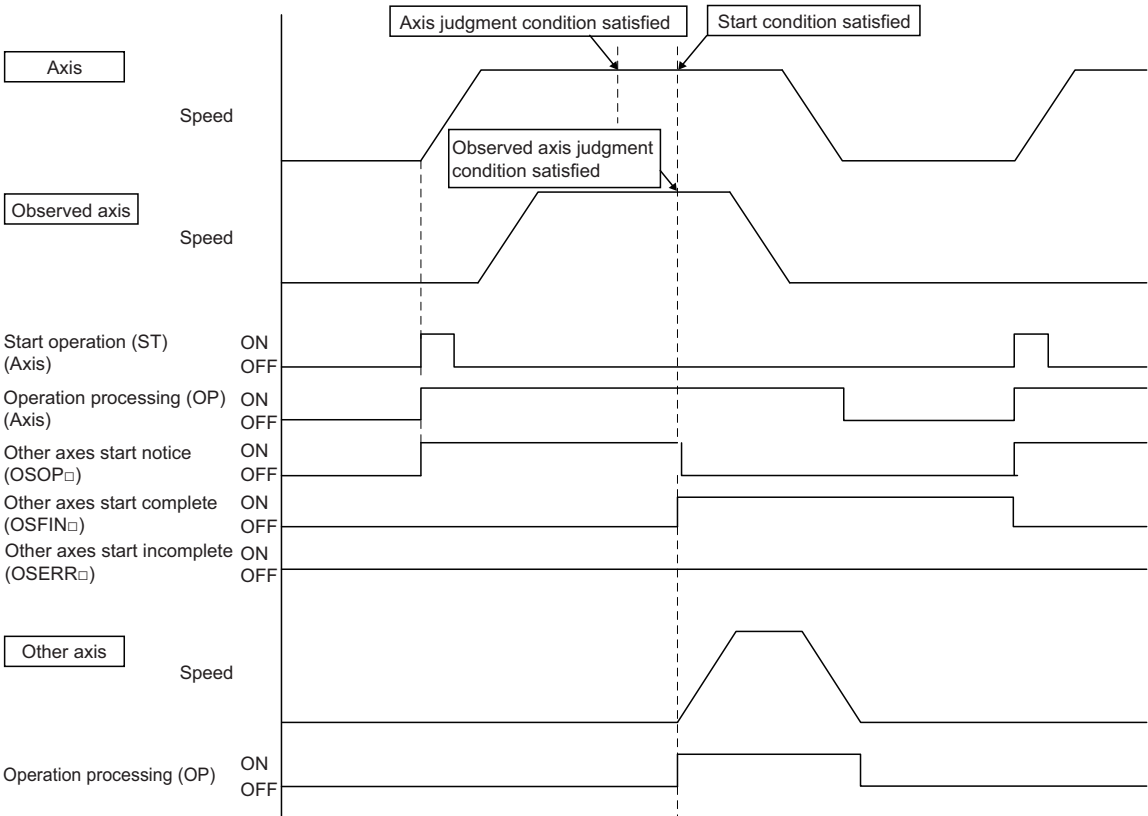 Axis judgment condition satisfied
Start condition satisfied
Axis
Speed
Observed axis judgment
condition satisfied
Observed axis
Speed
Start operation (ST)
(Axis)
ON
OFF
Operation processing (OP)
(Axis)
ON
OFF
Other axes start notice
(OSOP□)
ON
OFF
Other axes start complete
(OSFIN□)
ON
OFF
Other axes start incomplete
(OSERR□)
ON
OFF
Other axis
Speed
Operation processing (OP)
ON
OFF